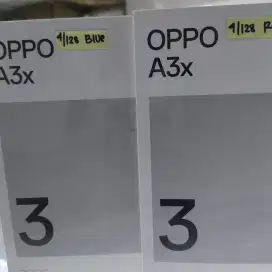 OPPO
4/128 Blue
A3x
3
OPPO
4/128
A3x
3